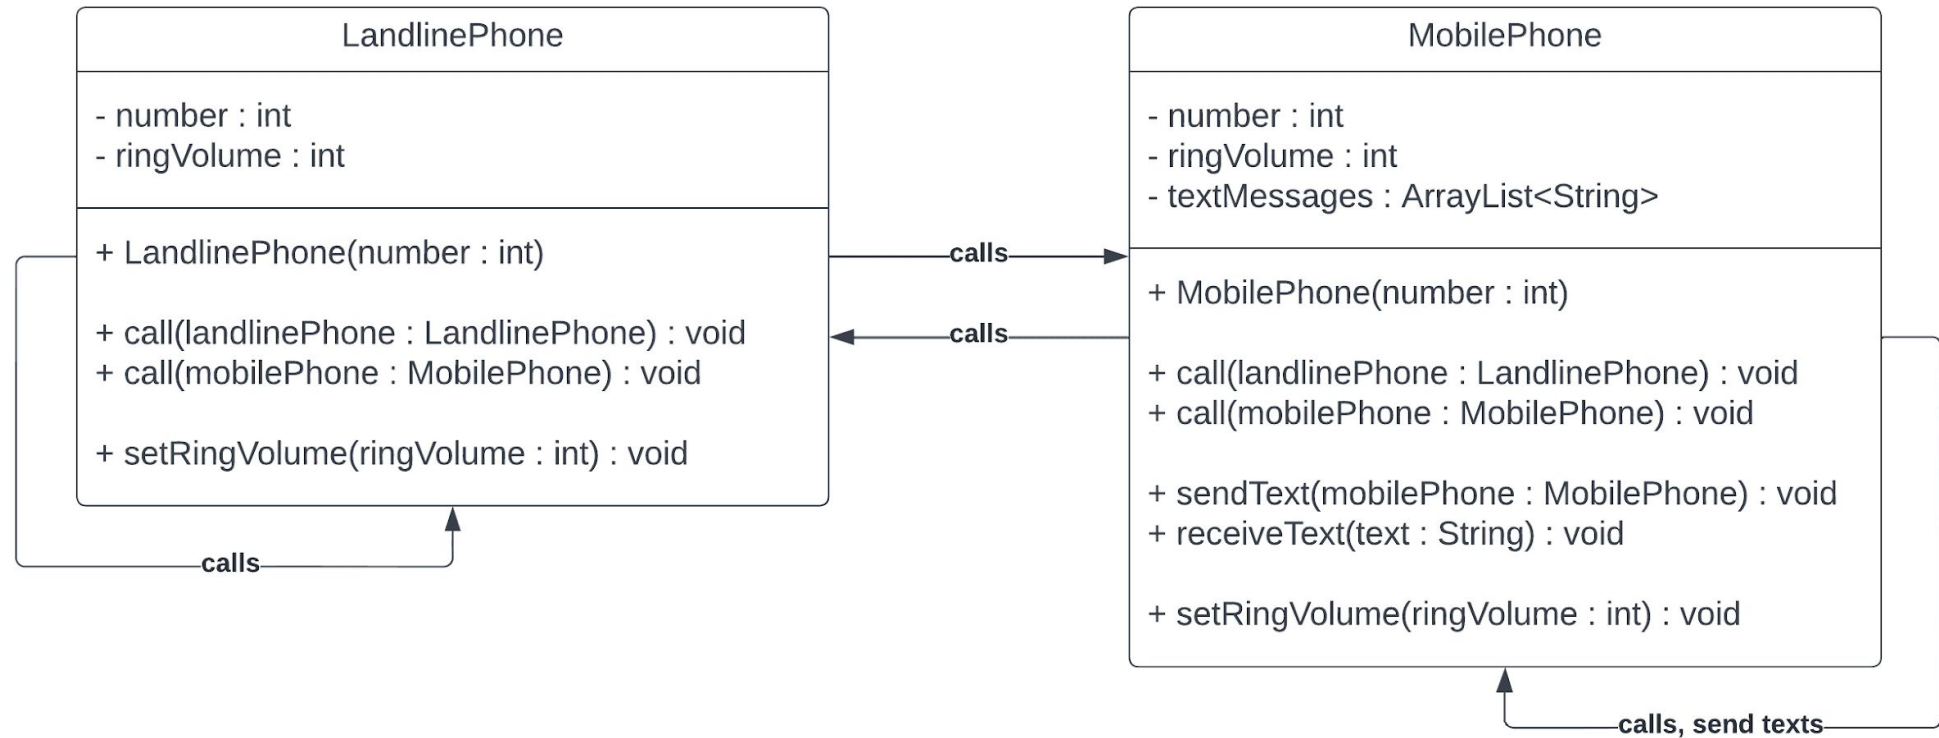 LandlinePhone
- number : int
- ringVolume : int
+ LandlinePhone(number : int)
+ call(landlinePhone : LandlinePhone) : void
+ call(mobilePhone : MobilePhone) : void
+ setRingVolume(ringVolume : int) : void
calls
calls
calls
MobilePhone
- number : int
- ringVolume : int
- textMessages : ArrayList<String>
+ MobilePhone(number : int)
+ call(landlinePhone : LandlinePhone) : void
+ call(mobilePhone : MobilePhone) : void
+ sendText(mobilePhone : MobilePhone) : void
+ receiveText(text : String) : void
+ setRingVolume(ringVolume : int) : void
calls, send texts